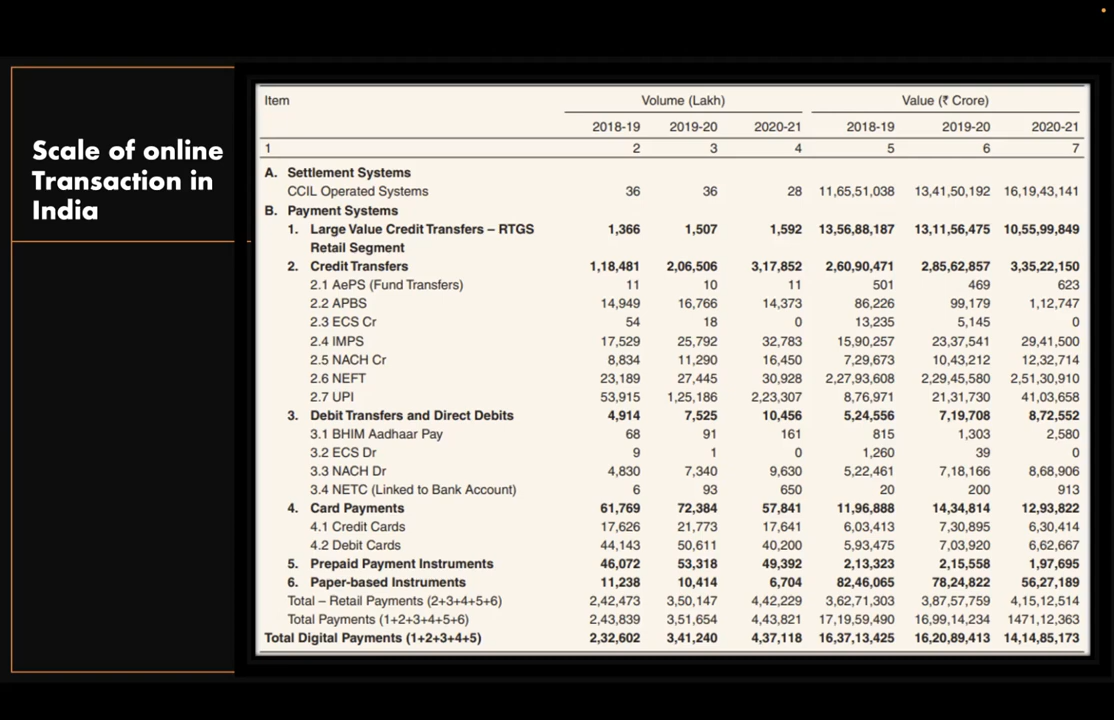 Scale of online
Transaction in
India
Item Volume (Lakh) Value (₹ Crore)
2018-19 2019-20 2020-21 2018-19 2019-20 2020-21
1 2 3 4 5 6 7
A. Settlement Systems
CCIL Operated Systems 36 36 28 11,65,51,038 13,41,50,192 16,19,43,141
B. Payment Systems
1. Large Value Credit Transfers – RTGS 1,366 1,507 1,592 13,56,88,187 13,11,56,475 10,55,99,849
Retail Segment
2. Credit Transfers 1,18,481 2,06,506 3,17,852 2,60,90,471 2,85,62,857 3,35,22,150
2.1 AePS (Fund Transfers) 11 10 11 501 469 623
2.2 APBS 14,949 16,766 14,373 86,226 99,179 1,12,747
2.3 ECS Cr 54 18 0 13,235 5,145 0
2.4 IMPS 17,529 25,792 32,783 15,90,257 23,37,541 29,41,500
2.5 NACH Cr 8,834 11,290 16,450 7,29,673 10,43,212 12,32,714
2.6 NEFT 23,189 27,445 30,928 2,27,93,608 2,29,45,580 2,51,30,910
2.7 UPI 53,915 1,25,186 2,23,307 8,76,971 21,31,730 41,03,658
3. Debit Transfers and Direct Debits 4,914 7,525 10,456 5,24,556 7,19,708 8,72,552
3.1 BHIM Aadhaar Pay 68 91 161 815 1,303 2,580
3.2 ECS Dr 9 1 0 1,260 39 0
3.3 NACH Dr 4,830 7,340 9,630 5,22,461 7,18,166 8,68,906
3.4 NETC (Linked to Bank Account) 6 93 650 20 200 913
4. Card Payments 61,769 72,384 57,841 11,96,888 14,34,814 12,93,822
4.1 Credit Cards 17,626 21,773 17,641 6,03,413 7,30,895 6,30,414
4.2 Debit Cards 44,143 50,611 40,200 5,93,475 7,03,920 6,62,667
5. Prepaid Payment Instruments 46,072 53,318 49,392 2,13,323 2,15,558 1,97,695
6. Paper-based Instruments 11,238 10,414 6,704 82,46,065 78,24,822 56,27,189
Total – Retail Payments (2+3+4+5+6) 2,42,473 3,50,147 4,42,229 3,62,71,303 3,87,57,759 4,15,12,514
Total Payments (1+2+3+4+5+6) 2,43,839 3,51,654 4,43,821 17,19,59,490 16,99,14,234 1471,12,363
Total Digital Payments (1+2+3+4+5) 2,32,602 3,41,240 4,37,118 16,37,13,425 16,20,89,413 14,14,85,173